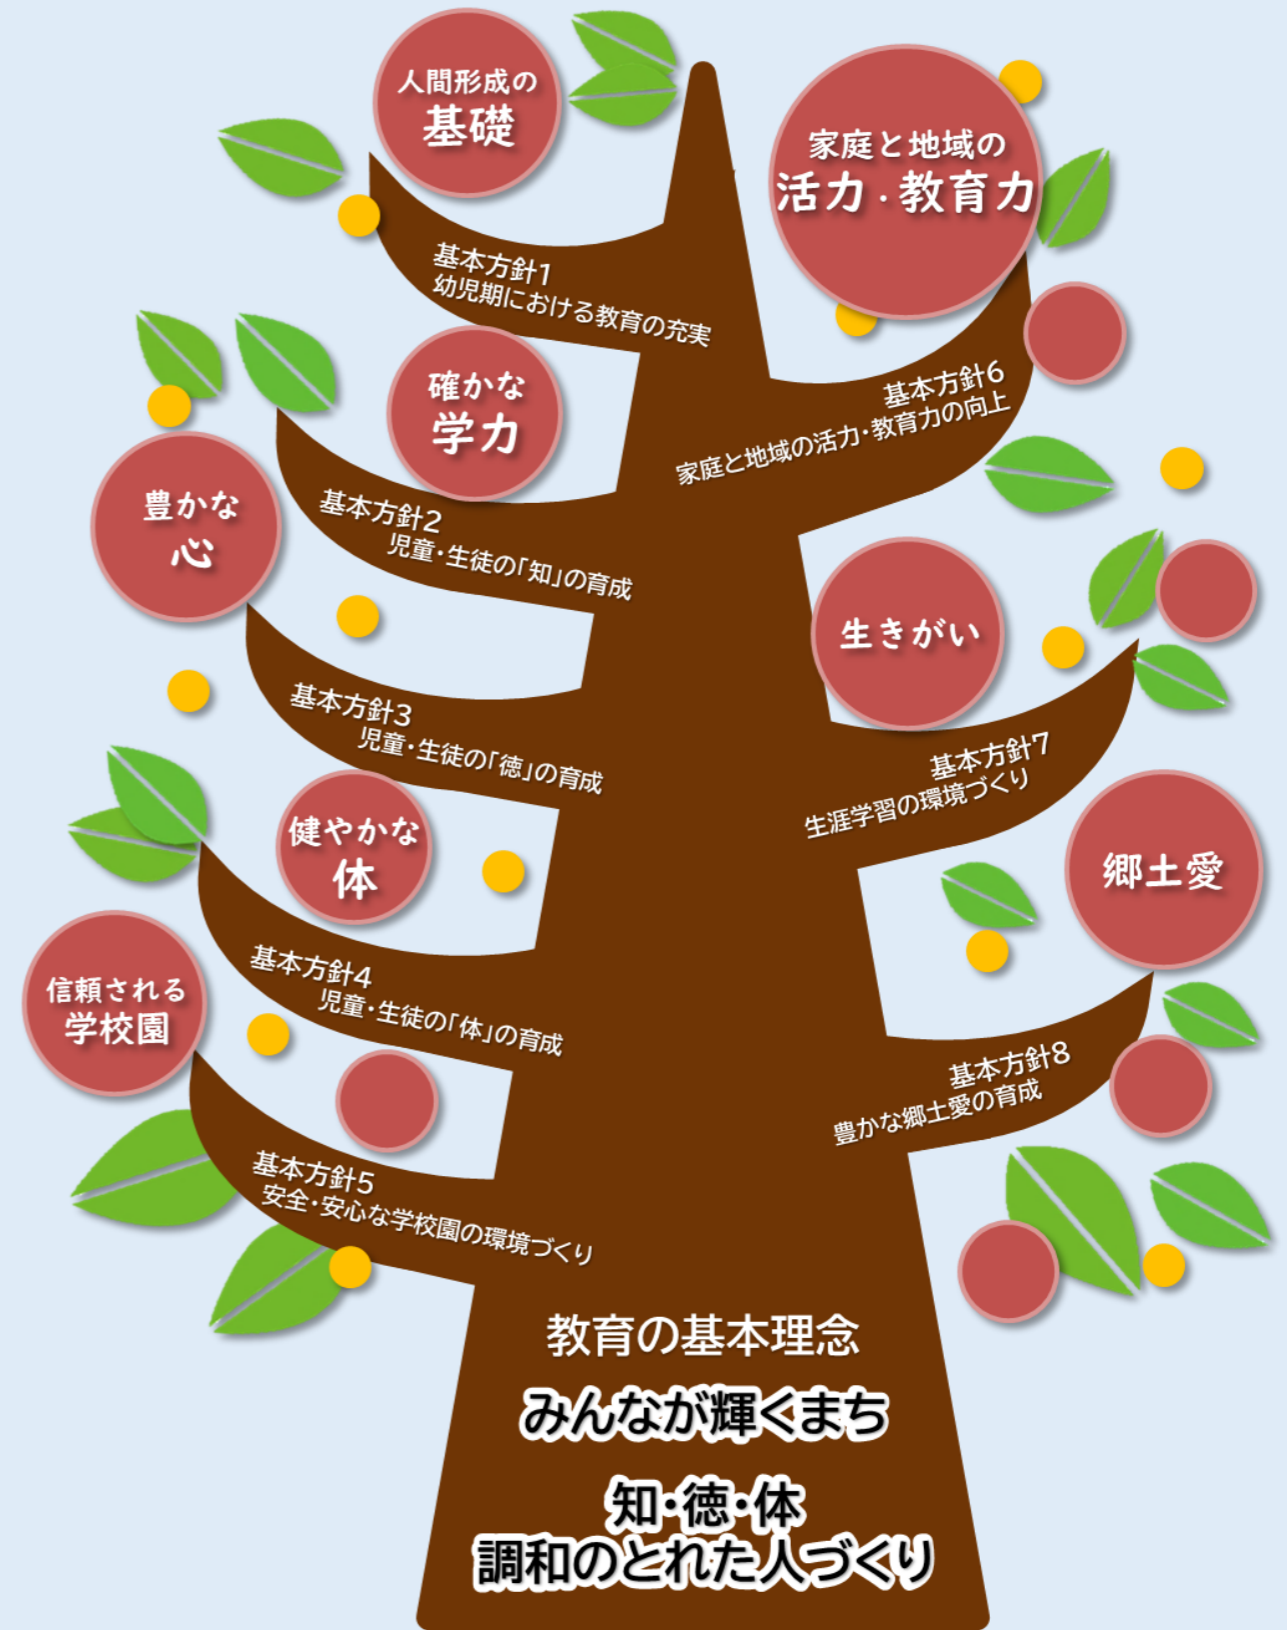 人間形成の
基礎
基本方針1
幼児期における教育の充実
確かな
学力
基本方針2
児童・生徒の「知」の育成
豊かな
心
基本方針3
児童・生徒の「徳」の育成
健やかな
体
基本方針4
児童・生徒の「体」の育成
信頼される
学校園
基本方針5
安全・安心な学校園の環境づくり
家庭と地域の
活力・教育力
基本方針6
家庭と地域の活力・教育力の向上
生きがい
基本方針7
生涯学習の環境づくり
郷土愛
基本方針8
豊かな郷土愛の育成
教育の基本理念
みんなが輝くまち
知・徳・体
調和のとれた人づくり